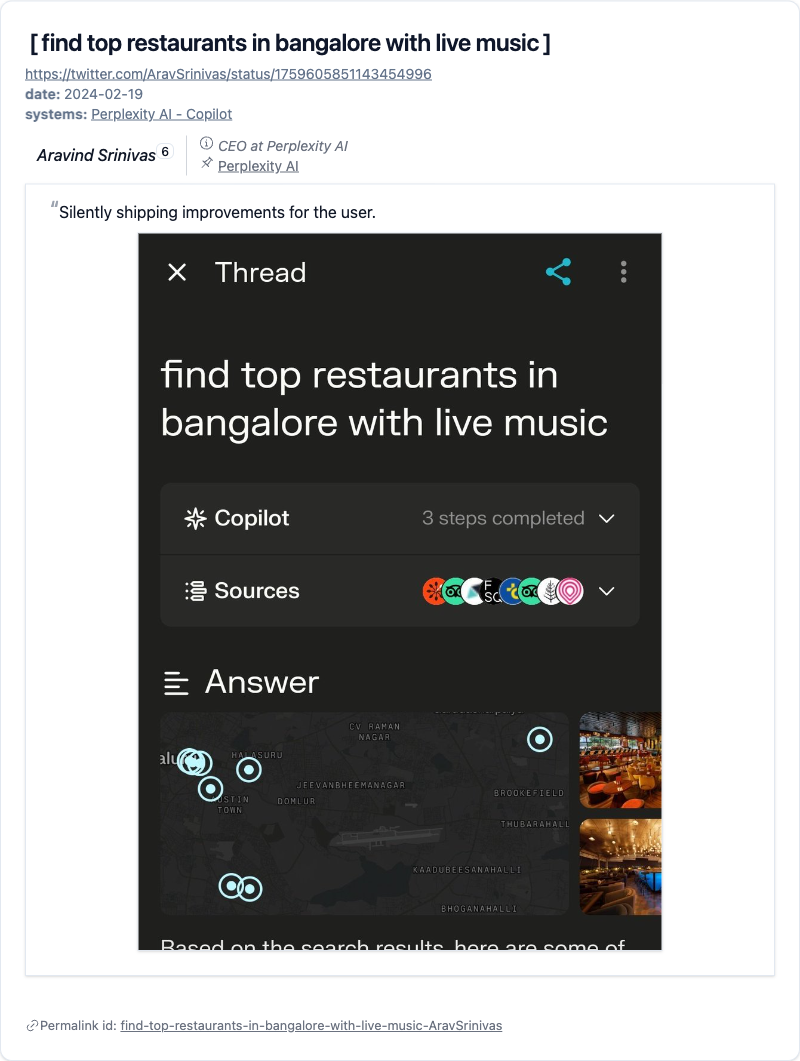 [find top restaurants in bangalore with live music]
https://twitter.com/AravSrinivas/status/1759605851143454996
date: 2024-02-19
systems: Perplexity AI - Copilot
Aravind Srinivas 6
CEO at Perplexity AI
Perplexity AI
“Silently shipping improvements for the user.
Thread
find top restaurants in
bangalore with live music
Copilot 3 steps completed
Sources
F
SQ
Answer
CV RAMAN
NAGAR
alu
HALASURU
JEEVANBHEEMANAGAR
DOMLUR
BROOKEFIELD
USTIN
TOWN
THUBARAHALL
KAADUBEESANAHALLI
BHOGANAHALLI
Based on the search results, here are some of
Permalink id: find-top-restaurants-in-bangalore-with-live-music-AravSrinivas